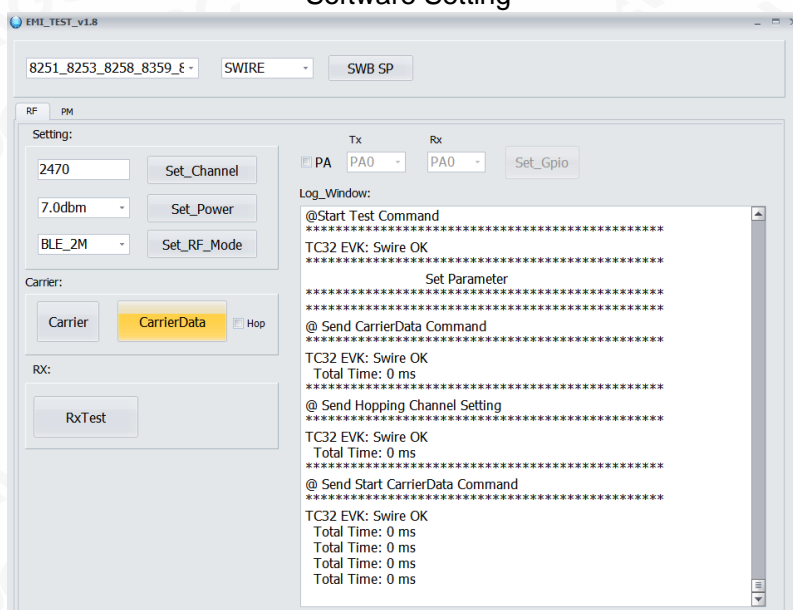 Software Setting
EMI_TEST_v1.8
8251_8253_8258_8359_8 SWIRE SWB SP
RF PM
Setting:
2470 Set_Channel
7.0dbm Set_Power
BLE_2M Set_RF_Mode
Carrier:
Carrier CarrierData Hop
RX:
RxTest
Tx Rx
PA PA0 PA0 Set_Gpio
Log_Window:
@Start Test Command
**************************************************
TC32 EVK: Swire OK
**************************************************
Set Parameter
**************************************************
**************************************************
@ Send CarrierData Command
**************************************************
TC32 EVK: Swire OK
Total Time: 0 ms
**************************************************
@ Send Hopping Channel Setting
**************************************************
TC32 EVK: Swire OK
Total Time: 0 ms
**************************************************
@ Send Start CarrierData Command
**************************************************
TC32 EVK: Swire OK
Total Time: 0 ms
Total Time: 0 ms
Total Time: 0 ms
Total Time: 0 ms